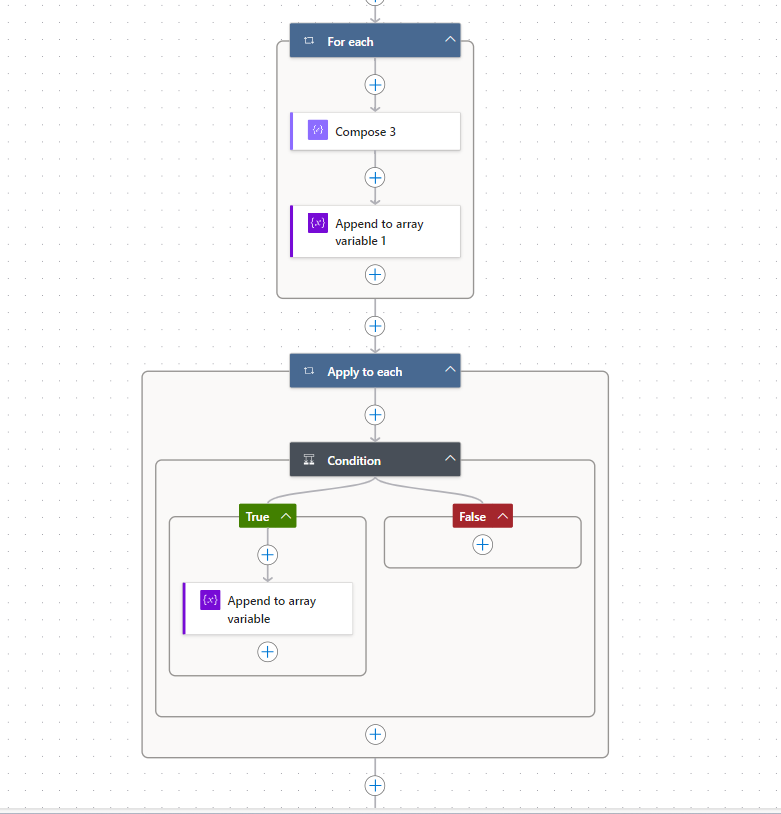 For each
Compose 3
Append to array
variable 1
Apply to each
Condition
True
False
Append to array
variable